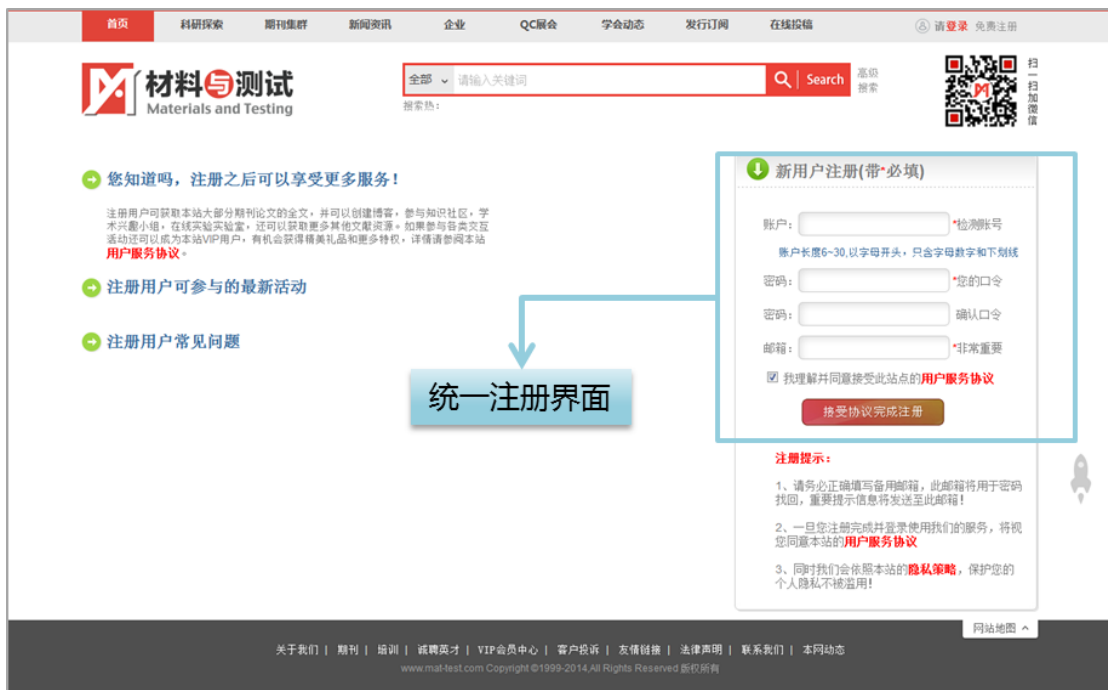 首页 科研探索 期刊集群 新闻资讯 企业 QC展会 学会动态 发行订阅 在线投稿 请登录 免费注册
材料与测试
Materials and Testing
全部 请输入关键词 Search 高级搜索
搜索热：
扫一扫加微信
您知道吗，注册之后可以享受更多服务！
注册用户可获取本站大部分期刊论文的全文，并可以创建博客，参与知识社区，学
术兴趣小组，在线实验实验室，还可以获取更多其他文献资源。如果参与各类交互
活动还可以成为本站VIP用户，有机会获得精美礼品和更多特权，详情请参阅本站
用户服务协议。
注册用户可参与的最新活动
注册用户常见问题
统一注册界面
新用户注册(带*必填)
账户： *检测账号
账户长度6~30,以字母开头，只含字母数字和下划线
密码： *您的口令
密码： 确认口令
邮箱： *非常重要
我理解并同意接受此站点的用户服务协议
接受协议完成注册
注册提示：
1、请务必正确填写备用邮箱，此邮箱将用于密码
找回，重要提示信息将发送至此邮箱！
2、一旦您注册完成并登录使用我们的服务，将视
您同意本站的用户服务协议
3、同时我们会依照本站的隐私策略，保护您的
个人隐私不被滥用！
网站地图
关于我们 | 期刊 | 培训 | 诚聘英才 | VIP会员中心 | 客户投诉 | 友情链接 | 法律声明 | 联系我们 | 本网动态
www.mat-test.com Copyright ©1999-2014,All Rights Reserved 版权所有